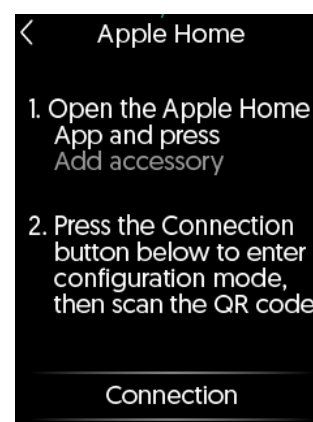 Apple Home
1. Open the Apple Home
App and press
Add accessory
2. Press the Connection
button below to enter
configuration mode,
then scan the QR code
Connection